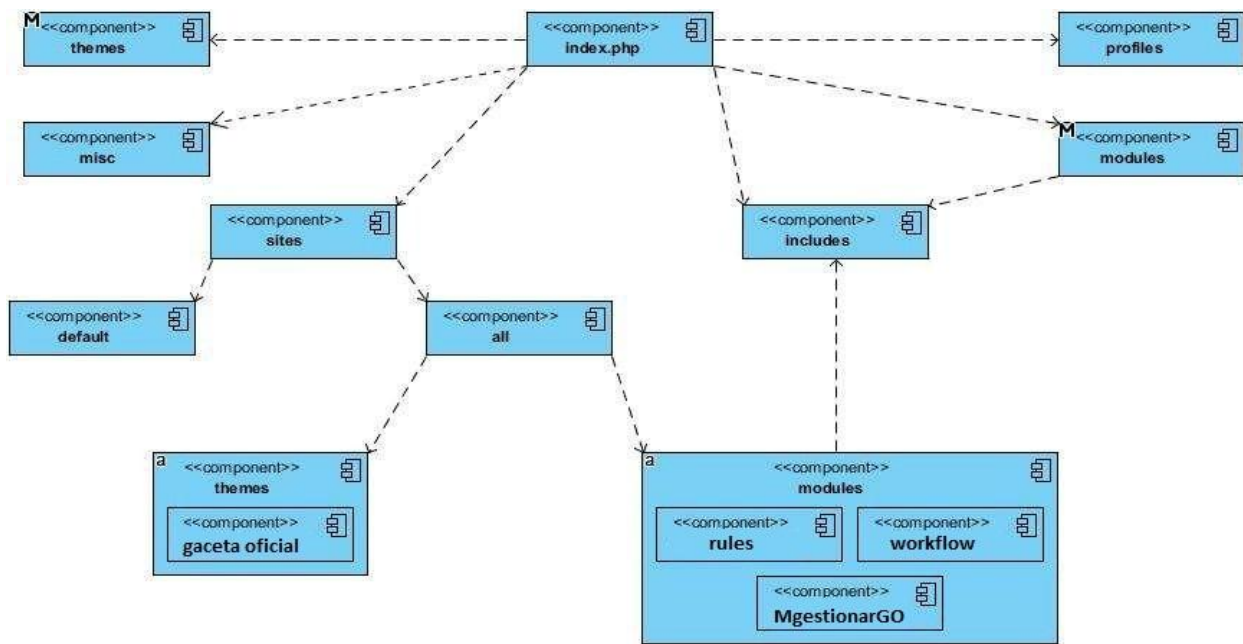 M
<<component>>
themes
<<component>>
index.php
<<component>>
profiles
<<component>>
misc
M
<<component>>
modules
<<component>>
sites
<<component>>
includes
<<component>>
default
<<component>>
all
a
<<component>>
themes
<<component>>
gaceta oficial
a
<<component>>
modules
<<component>>
rules
<<component>>
workflow
<<component>>
MgestionarGO